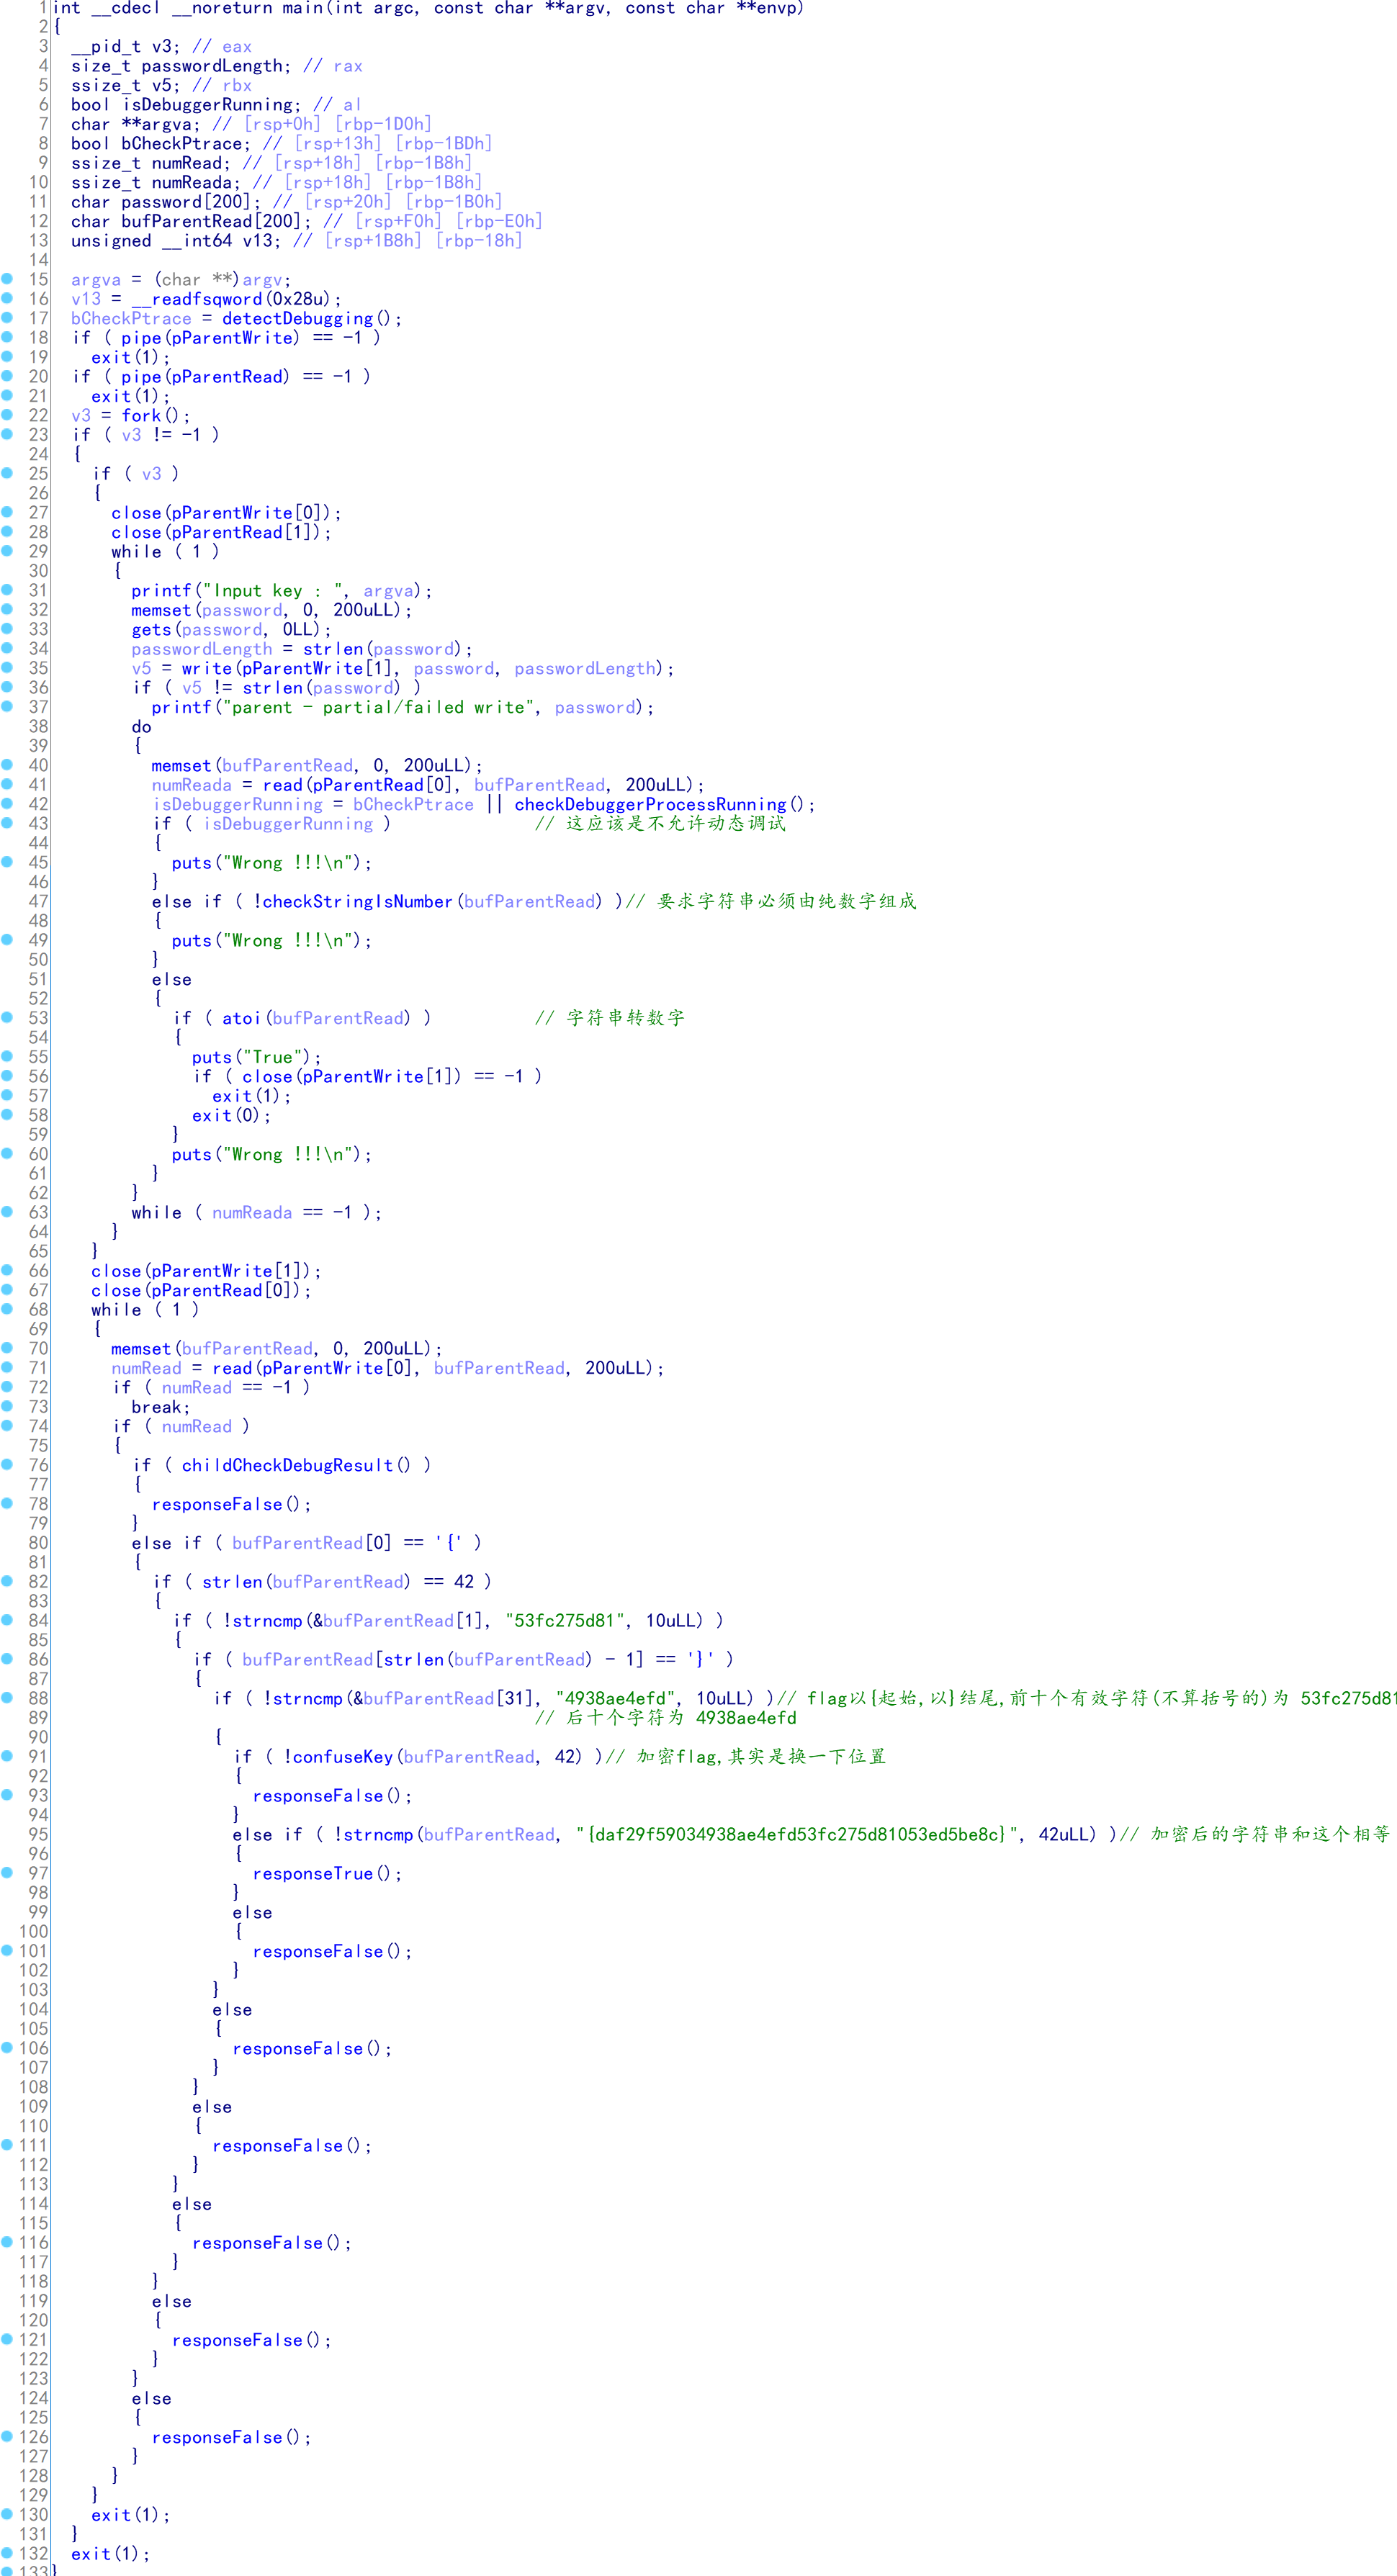 1 int __cdecl __noreturn main(int argc, const char **argv, const char **envp)
2 {
3 __pid_t v3; // eax
4 size_t passwordLength; // rax
5 ssize_t v5; // rbx
6 bool isDebuggerRunning; // al
7 char **argva; // [rsp+0h] [rbp-1D0h]
8 bool bCheckPtrace; // [rsp+13h] [rbp-1BDh]
9 ssize_t numRead; // [rsp+18h] [rbp-1B8h]
10 ssize_t numReada; // [rsp+18h] [rbp-1B8h]
11 char password[200]; // [rsp+20h] [rbp-1B0h]
12 char bufParentRead[200]; // [rsp+F0h] [rbp-E0h]
13 unsigned __int64 v13; // [rsp+1B8h] [rbp-18h]
14
15 argva = (char **)argv;
16 v13 = __readfsqword(0x28u);
17 bCheckPtrace = detectDebugging();
18 if ( pipe(pParentWrite) == -1 )
19 exit(1);
20 if ( pipe(pParentRead) == -1 )
21 exit(1);
22 v3 = fork();
23 if ( v3 != -1 )
24 {
25 if ( v3 )
26 {
27 close(pParentWrite[0]);
28 close(pParentRead[1]);
29 while ( 1 )
30 {
31 printf("Input key : ", argva);
32 memset(password, 0, 200uLL);
33 gets(password, 0LL);
34 passwordLength = strlen(password);
35 v5 = write(pParentWrite[1], password, passwordLength);
36 if ( v5 != strlen(password) )
37 printf("parent - partial/failed write", password);
38 do
39 {
40 memset(bufParentRead, 0, 200uLL);
41 numReada = read(pParentRead[0], bufParentRead, 200uLL);
42 isDebuggerRunning = bCheckPtrace || checkDebuggerProcessRunning();
43 if ( isDebuggerRunning ) // 这应该是不允许动态调试
44 {
45 puts("Wrong !!!\n");
46 }
47 else if ( !checkStringIsNumber(bufParentRead) )// 要求字符串必须由纯数字组成
48 {
49 puts("Wrong !!!\n");
50 }
51 else
52 {
53 if ( atoi(bufParentRead) ) // 字符串转数字
54 {
55 puts("True");
56 if ( close(pParentWrite[1]) == -1 )
57 exit(1);
58 exit(0);
59 }
60 puts("Wrong !!!\n");
61 }
62 }
63 while ( numReada == -1 );
64 }
65 }
66 close(pParentWrite[1]);
67 close(pParentRead[0]);
68 while ( 1 )
69 {
70 memset(bufParentRead, 0, 200uLL);
71 numRead = read(pParentWrite[0], bufParentRead, 200uLL);
72 if ( numRead == -1 )
73 break;
74 if ( numRead )
75 {
76 if ( childCheckDebugResult() )
77 {
78 responseFalse();
79 }
80 else if ( bufParentRead[0] == '{' )
81 {
82 if ( strlen(bufParentRead) == 42 )
83 {
84 if ( !strncmp(&bufParentRead[1], "53fc275d81", 10uLL) )
85 {
86 if ( bufParentRead[strlen(bufParentRead) - 1] == '}' )
87 {
88 if ( !strncmp(&bufParentRead[31], "4938ae4efd", 10uLL) )// flag以{起始,以}结尾,前十个有效字符(不算括号的)为 53fc275d81
89 // 后十个字符为 4938ae4efd
90 {
91 if ( !confuseKey(bufParentRead, 42) )// 加密flag,其实是换一下位置
92 {
93 responseFalse();
94 }
95 else if ( !strncmp(bufParentRead, "{daf29f59034938ae4efd53fc275d81053ed5be8c}", 42uLL) )// 加密后的字符串和这个相等
96 {
97 responseTrue();
98 }
99 else
100 {
101 responseFalse();
102 }
103 }
104 else
105 {
106 responseFalse();
107 }
108 }
109 else
110 {
111 responseFalse();
112 }
113 }
114 else
115 {
116 responseFalse();
117 }
118 }
119 else
120 {
121 responseFalse();
122 }
123 }
124 else
125 {
126 responseFalse();
127 }
128 }
129 }
130 exit(1);
131 }
132 exit(1);
133 }